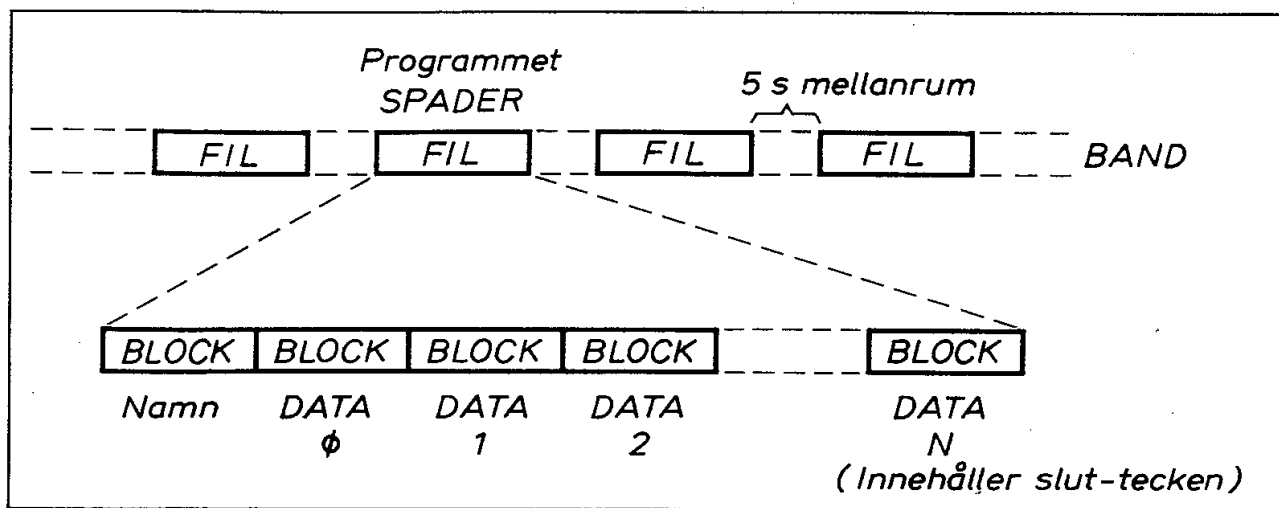 Programmet
SPADER
5 s mellanrum
FIL FIL FIL FIL BAND
BLOCK BLOCK BLOCK BLOCK BLOCK
Namn DATA DATA DATA DATA
ϕ 1 2 N
(Innehåller slut-tecken)